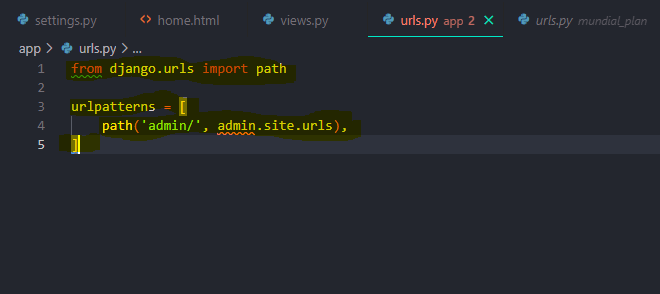 settings.py <> home.html views.py urls.py app 2 × urls.py mundial_plan
app > urls.py > ...
1 from django.urls import path
2
3 urlpatterns = [
4 path('admin/', admin.site.urls),
5 ]